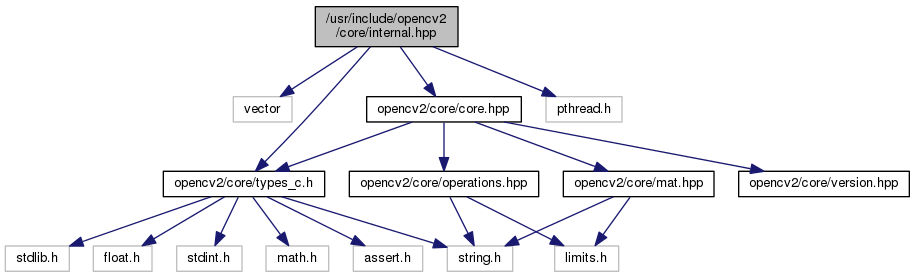 /usr/include/opencv2
/core/internal.hpp
vector
opencv2/core/core.hpp
pthread.h
opencv2/core/types_c.h
opencv2/core/operations.hpp
opencv2/core/mat.hpp
opencv2/core/version.hpp
stdlib.h
float.h
stdint.h
math.h
assert.h
string.h
limits.h